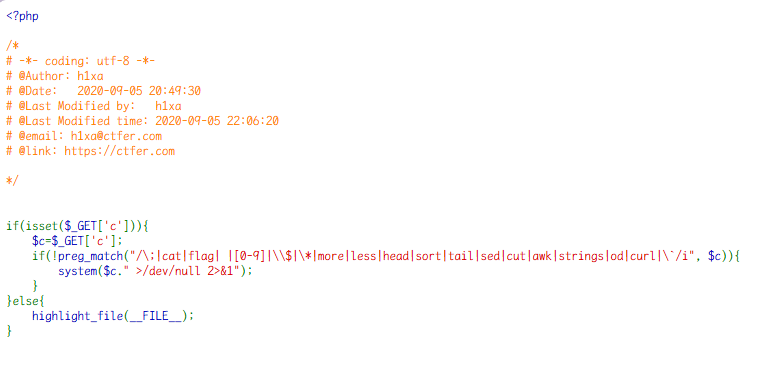 <?php
/*
# -*- coding: utf-8 -*-
# @Author: h1xa
# @Date:   2020-09-05 20:49:30
# @Last Modified by:   h1xa
# @Last Modified time: 2020-09-05 22:06:20
# @email: h1xa@ctfer.com
# @link: https://ctfer.com
*/
if(isset($_GET['c'])){
    $c=$_GET['c'];
    if(!preg_match("/\;|cat|flag| |[0-9]|\\$|\*|more|less|head|sort|tail|sed|cut|awk|strings|od|curl|\`/i", $c)){
        system($c." >/dev/null 2>&1");
    }
}else{
    highlight_file(__FILE__);
}